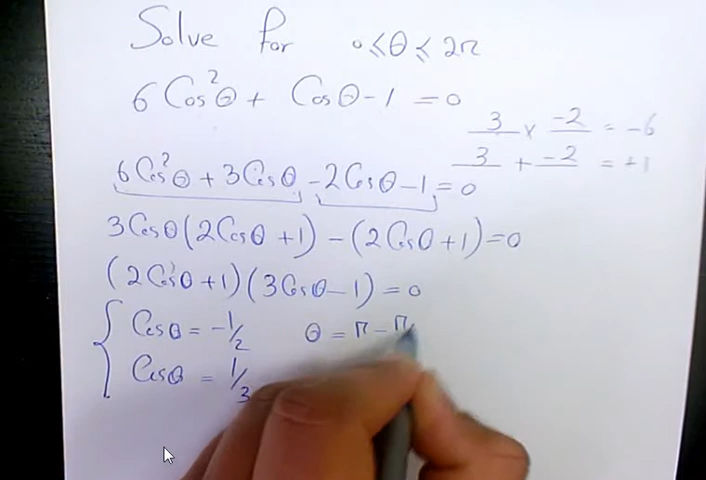 Solve for 0≤θ≤2π
6Cos²θ + Cosθ-1 =0
3 × -2 = -6
3 + -2 = +1
6Cos²θ + 3Cosθ -2Cosθ-1=0
3Cosθ(2Cosθ+1) - (2Cosθ+1)=0
(2Cosθ+1)(3Cosθ-1)=0
Cosθ = -1/2 θ = π - π/
Cosθ = 1/3